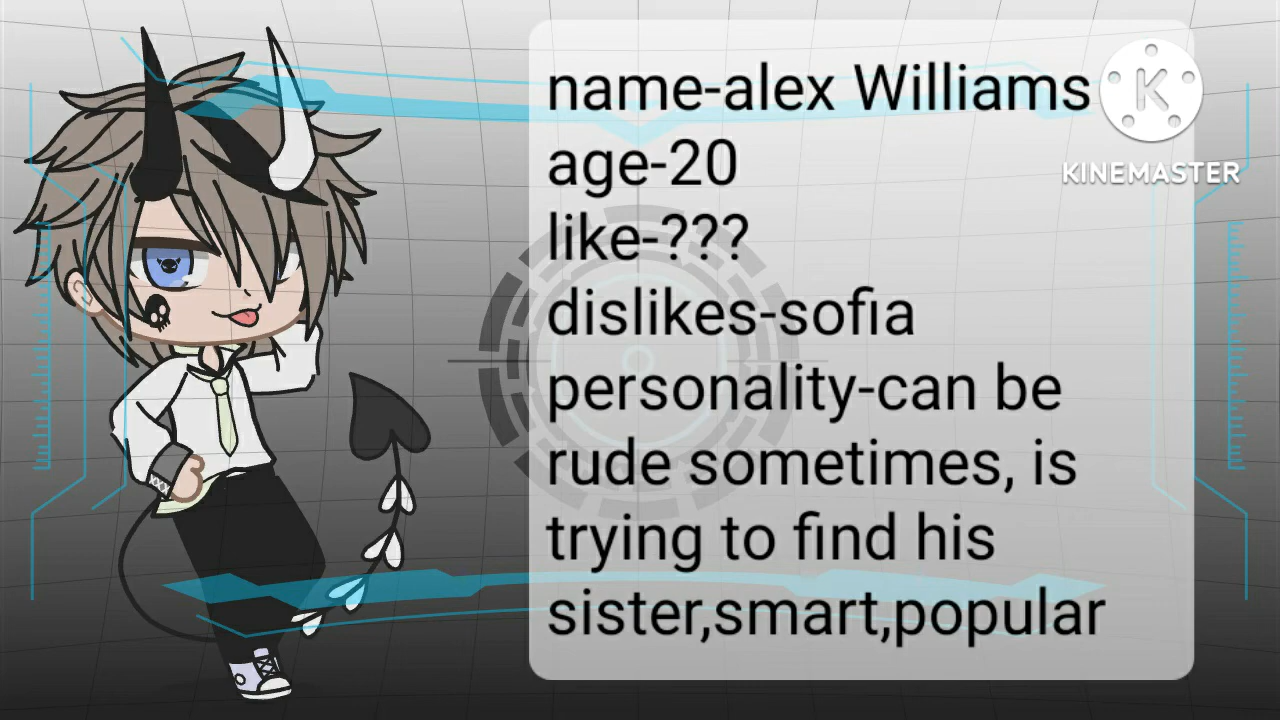 name-alex Williams
age-20
like-???
dislikes-sofia
personality-can be
rude sometimes, is
trying to find his
sister,smart,popular
K
KINEMASTER